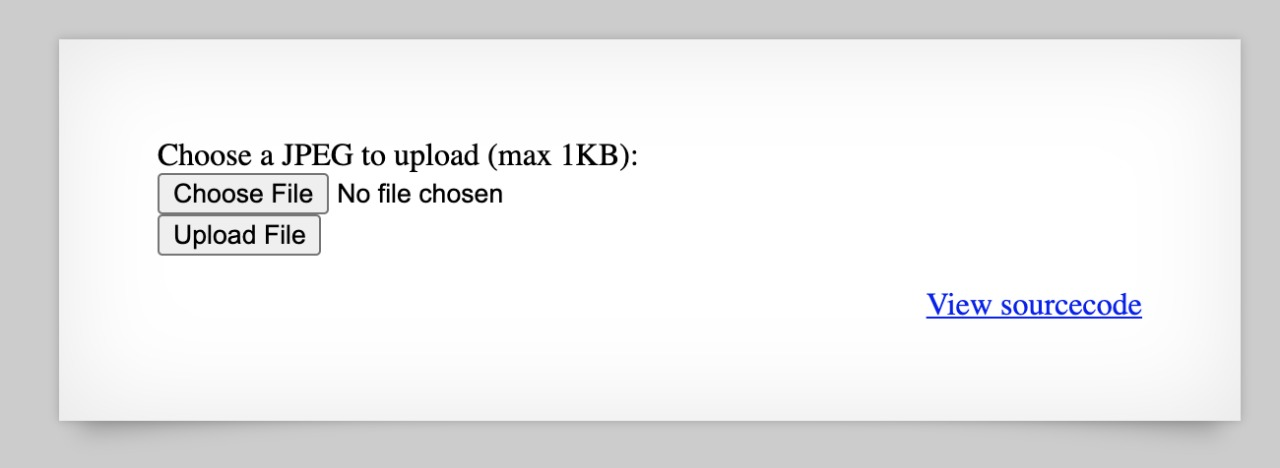 Choose a JPEG to upload (max 1KB):
Choose File No file chosen
Upload File
View sourcecode